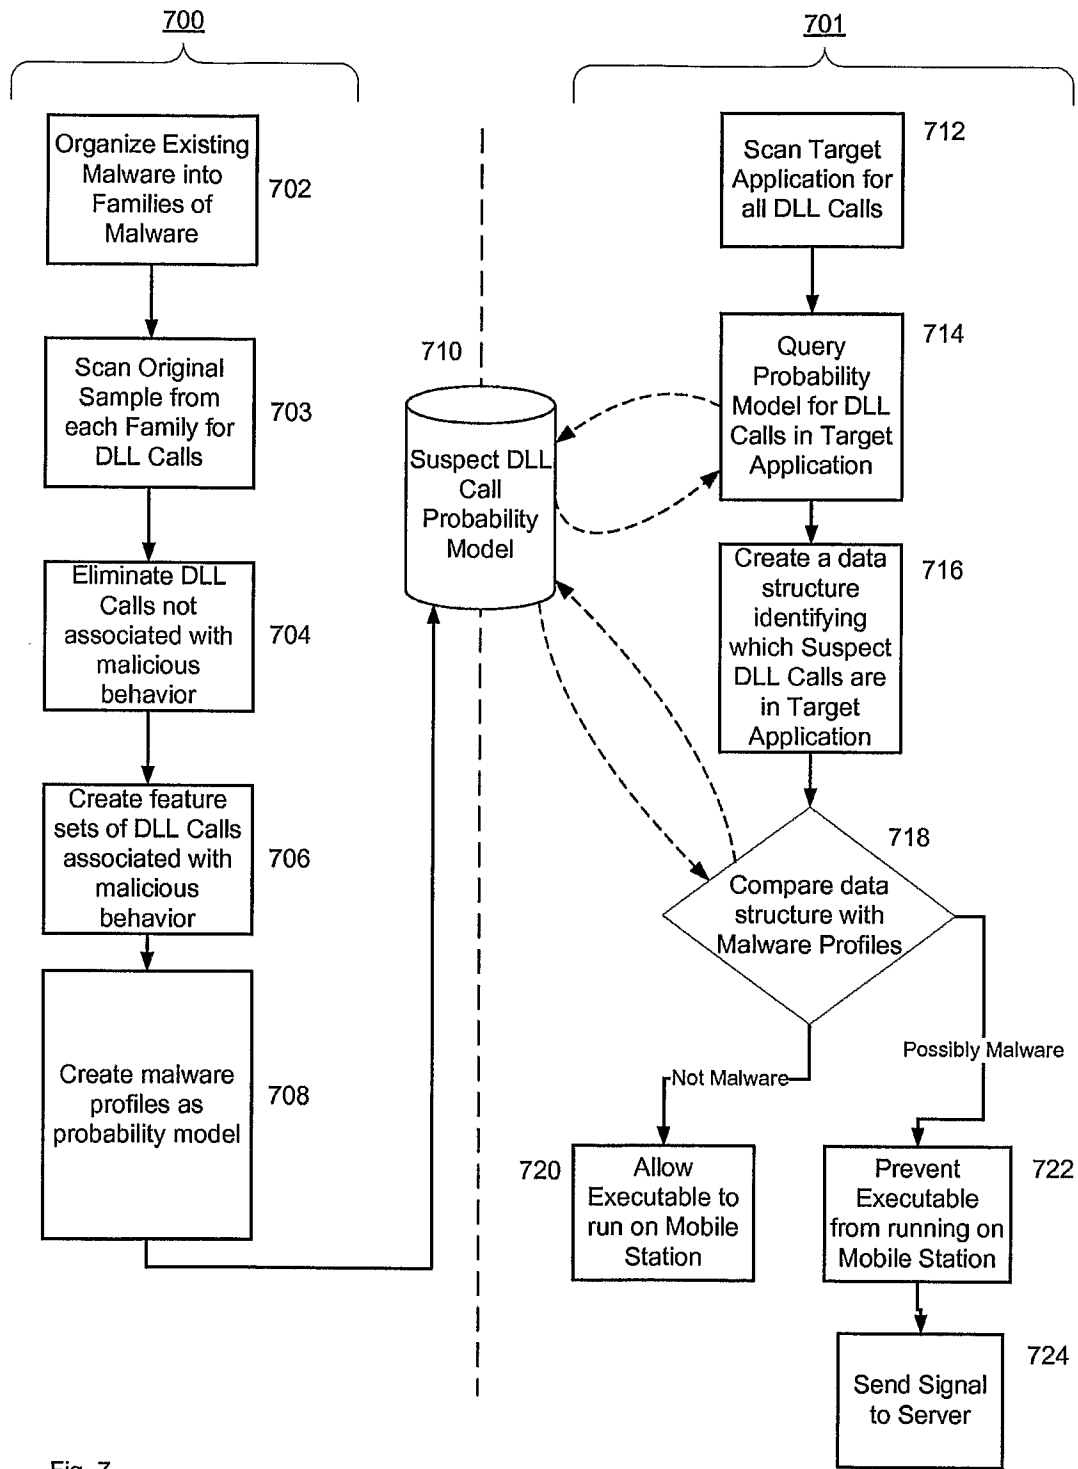 700
Organize Existing
Malware into
Families of
Malware
702
Scan Original
Sample from
each Family for
DLL Calls
703
Eliminate DLL
Calls not
associated with
malicious
behavior
704
Create feature
sets of DLL Calls
associated with
malicious
behavior
706
Create malware
profiles as
probability model
708
710
Suspect DLL
Call
Probability
Model
701
712
Scan Target
Application for
all DLL Calls
714
Query
Probability
Model for DLL
Calls in Target
Application
716
Create a data
structure
identifying
which Suspect
DLL Calls are
in Target
Application
718
Compare data
structure with
Malware Profiles
Not Malware
Possibly Malware
720
Allow
Executable to
run on Mobile
Station
722
Prevent
Executable
from running on
Mobile Station
724
Send Signal
to Server
Fig. 7